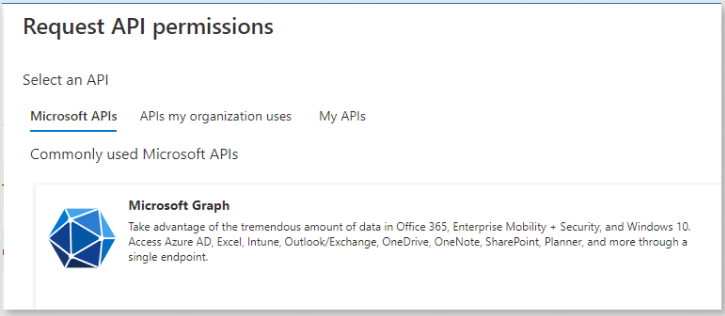 Request API permissions
Select an API
Microsoft APIs APIs my organization uses My APIs
Commonly used Microsoft APIs
Microsoft Graph
Take advantage of the tremendous amount of data in Office 365, Enterprise Mobility + Security, and Windows 10.
Access Azure AD, Excel, Intune, Outlook/Exchange, OneDrive, OneNote, SharePoint, Planner, and more through a
single endpoint.